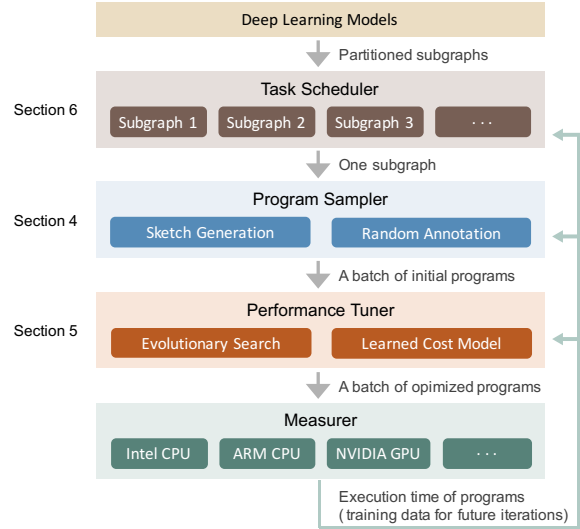 Deep Learning Models
Partitioned subgraphs
Section 6
Task Scheduler
Subgraph 1 Subgraph 2 Subgraph 3 ...
One subgraph
Section 4
Program Sampler
Sketch Generation Random Annotation
A batch of initial programs
Section 5
Performance Tuner
Evolutionary Search Learned Cost Model
A batch of opimized programs
Measurer
Intel CPU ARM CPU NVIDIA GPU ...
Execution time of programs
( training data for future iterations)